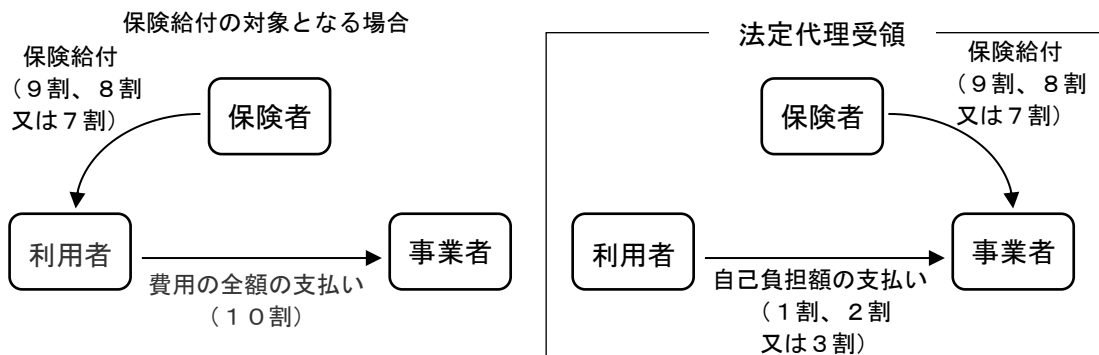 保険給付の対象となる場合
保険給付
（９割、８割
又は７割）
保険者
利用者
事業者
費用の全額の支払い
（１０割）
法定代理受領
保険給付
（９割、８割
又は７割）
保険者
利用者
事業者
自己負担額の支払い
（１割、２割
又は３割）